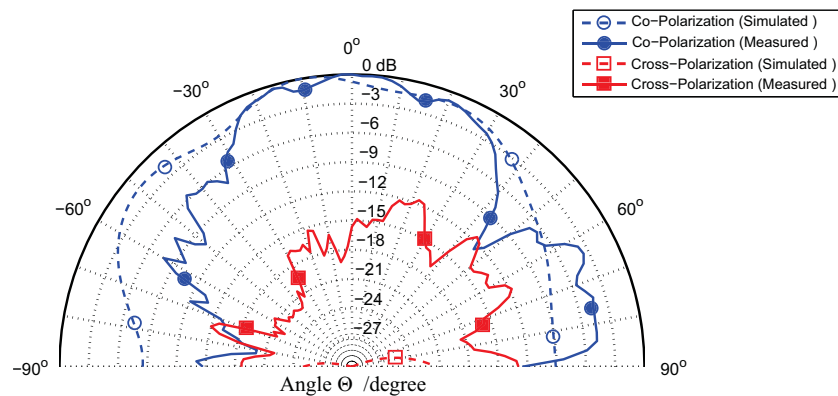 Co−Polarization (Simulated )
Co−Polarization (Measured )
Cross−Polarization (Simulated )
Cross−Polarization (Measured )
0°
0 dB
−30°
30°
−3
−6
−9
−12
−60°
60°
−15
−18
−21
−24
−27
−90°
90°
Angle Θ /degree